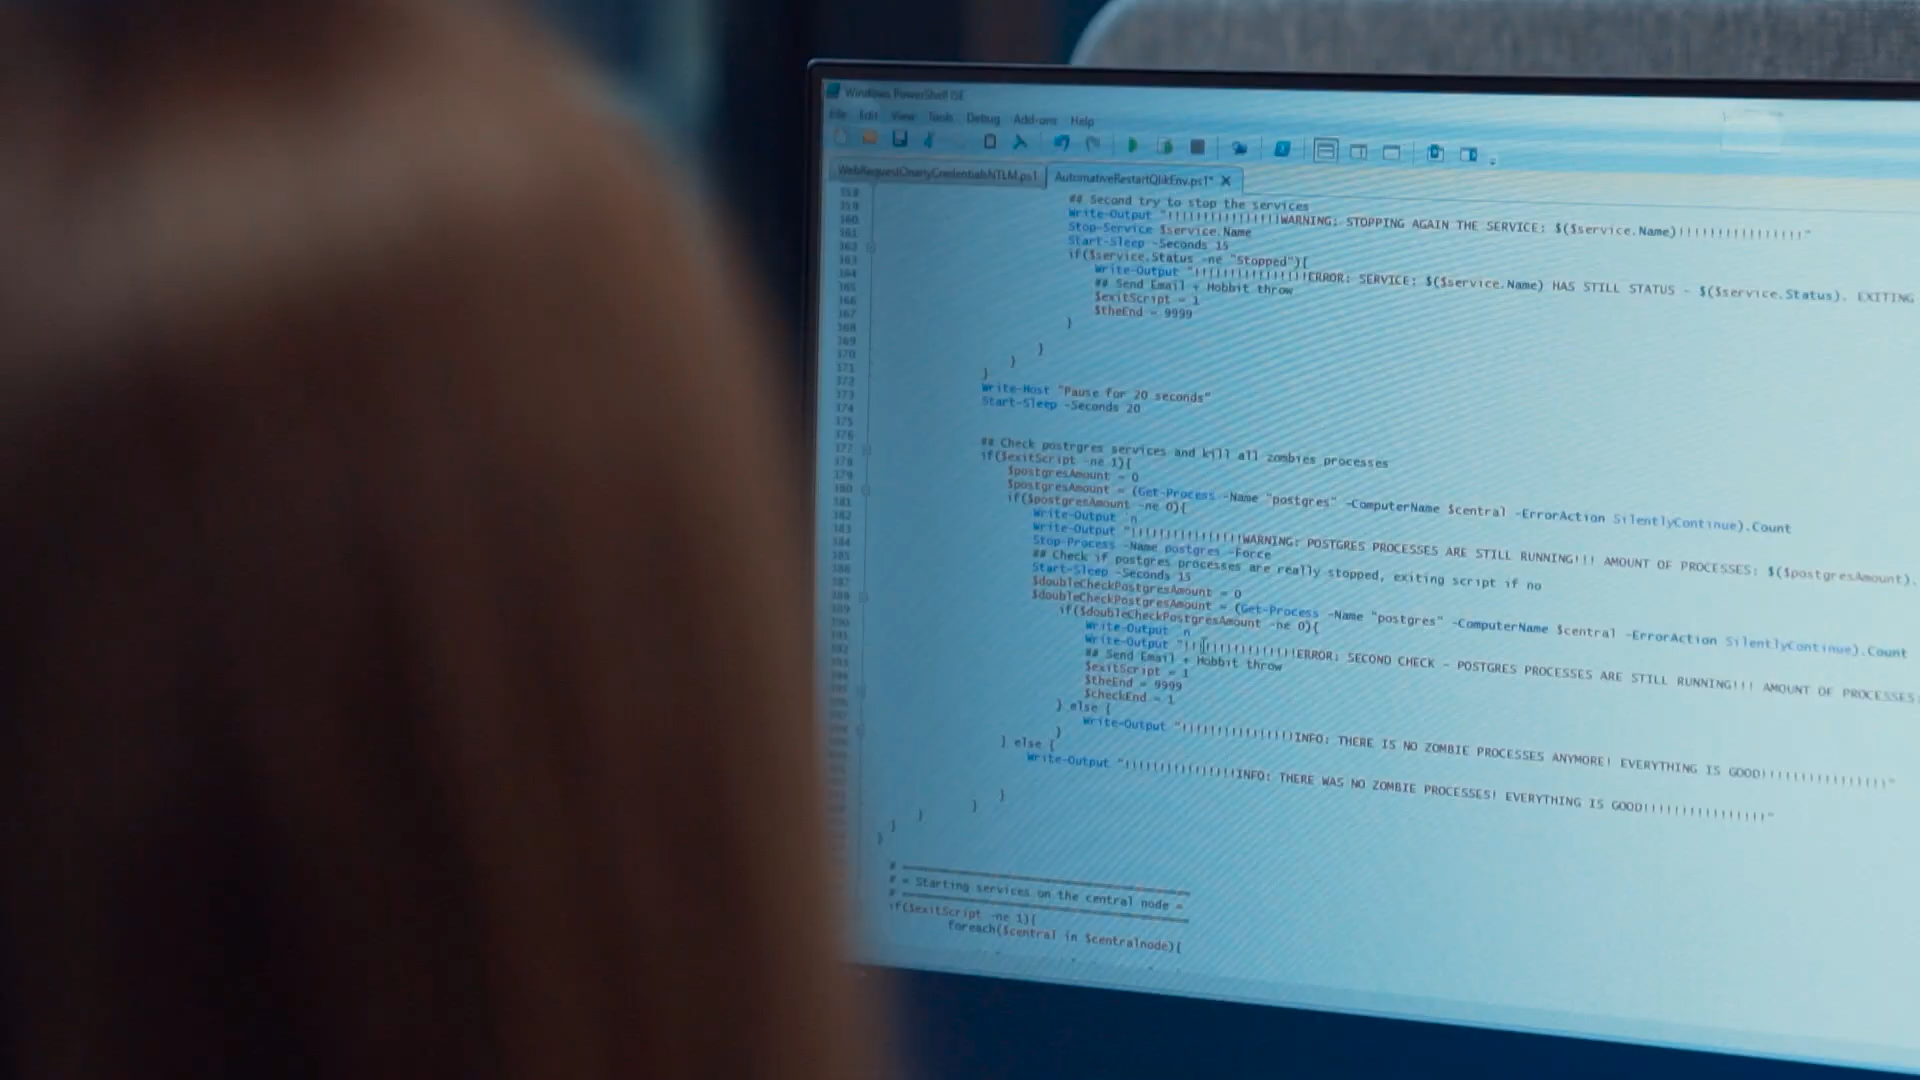 Windows PowerShell ISE
File Edit View Tools Debug Add-ons Help
WebRequestOnanyCredentialsNTLM.ps1 AutomativeRestartQlikEnv.ps1* X
## Second try to stop the services
Write-Output "!!!!!!!!!!!!!!!!!WARNING: STOPPING AGAIN THE SERVICE: $($service.Name)!!!!!!!!!!!!!!!!!"
Stop-Service $service.Name
Start-Sleep -Seconds 15
if($service.Status -ne "Stopped"){
Write-Output "!!!!!!!!!!!!!!!!!ERROR: SERVICE: $($service.Name) HAS STILL STATUS - $($service.Status). EXITING
## Send Email + Hobbit throw
$exitScript = 1
$theEnd = 9999
}
}
}
}
Write-Host "Pause for 20 seconds"
Start-Sleep -Seconds 20
## Check postrgres services and kill all zombies processes
if($exitScript -ne 1){
$postgresAmount = 0
$postgresAmount = (Get-Process -Name "postgres" -ComputerName $central -ErrorAction SilentlyContinue).Count
if($postgresAmount -ne 0){
Write-Output `n
Write-Output "!!!!!!!!!!!!!!!!!WARNING: POSTGRES PROCESSES ARE STILL RUNNING!!! AMOUNT OF PROCESSES: $($postgresAmount).
Stop-Process -Name postgres -Force
## Check if postgres processes are really stopped, exiting script if no
Start-Sleep -Seconds 15
$doubleCheckPostgresAmount = 0
$doubleCheckPostgresAmount = (Get-Process -Name "postgres" -ComputerName $central -ErrorAction SilentlyContinue).Count
if($doubleCheckPostgresAmount -ne 0){
Write-Output `n
Write-Output "!!!!!!!!!!!!!!!!!ERROR: SECOND CHECK - POSTGRES PROCESSES ARE STILL RUNNING!!! AMOUNT OF PROCESSES:
## Send Email + Hobbit throw
$exitScript = 1
$theEnd = 9999
$checkEnd = 1
} else {
Write-Output "!!!!!!!!!!!!!!!!!INFO: THERE IS NO ZOMBIE PROCESSES ANYMORE! EVERYTHING IS GOOD!!!!!!!!!!!!!!!!!"
}
} else {
Write-Output "!!!!!!!!!!!!!!!!!INFO: THERE WAS NO ZOMBIE PROCESSES! EVERYTHING IS GOOD!!!!!!!!!!!!!!!!!"
}
}
}
}
#
# = Starting services on the central node =
#
if($exitScript -ne 1){
foreach($central in $centralnode){